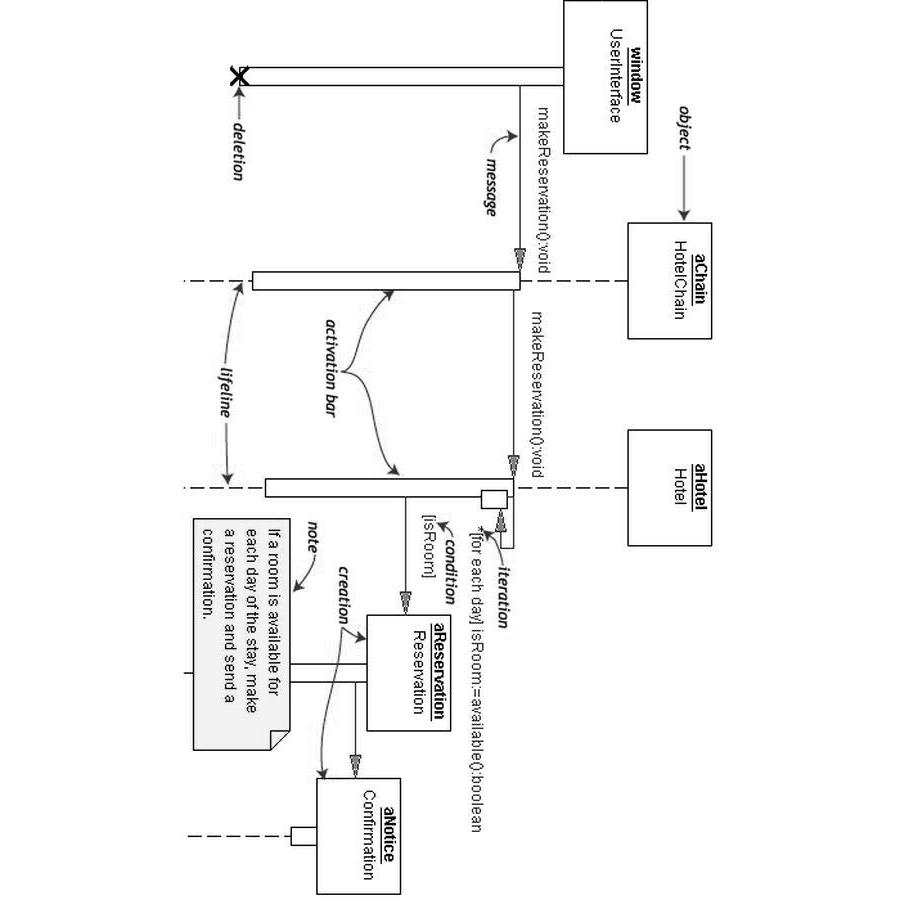 object
window
UserInterface
aChain
HotelChain
aHotel
Hotel
makeReservation():void
message
makeReservation():void
iteration
*[for each day] isRoom:=available():boolean
condition
[isRoom]
aReservation
Reservation
activation bar
creation
aNotice
Confirmation
deletion
lifeline
note
If a room is available for
each day of the stay, make
a reservation and send a
confirmation.